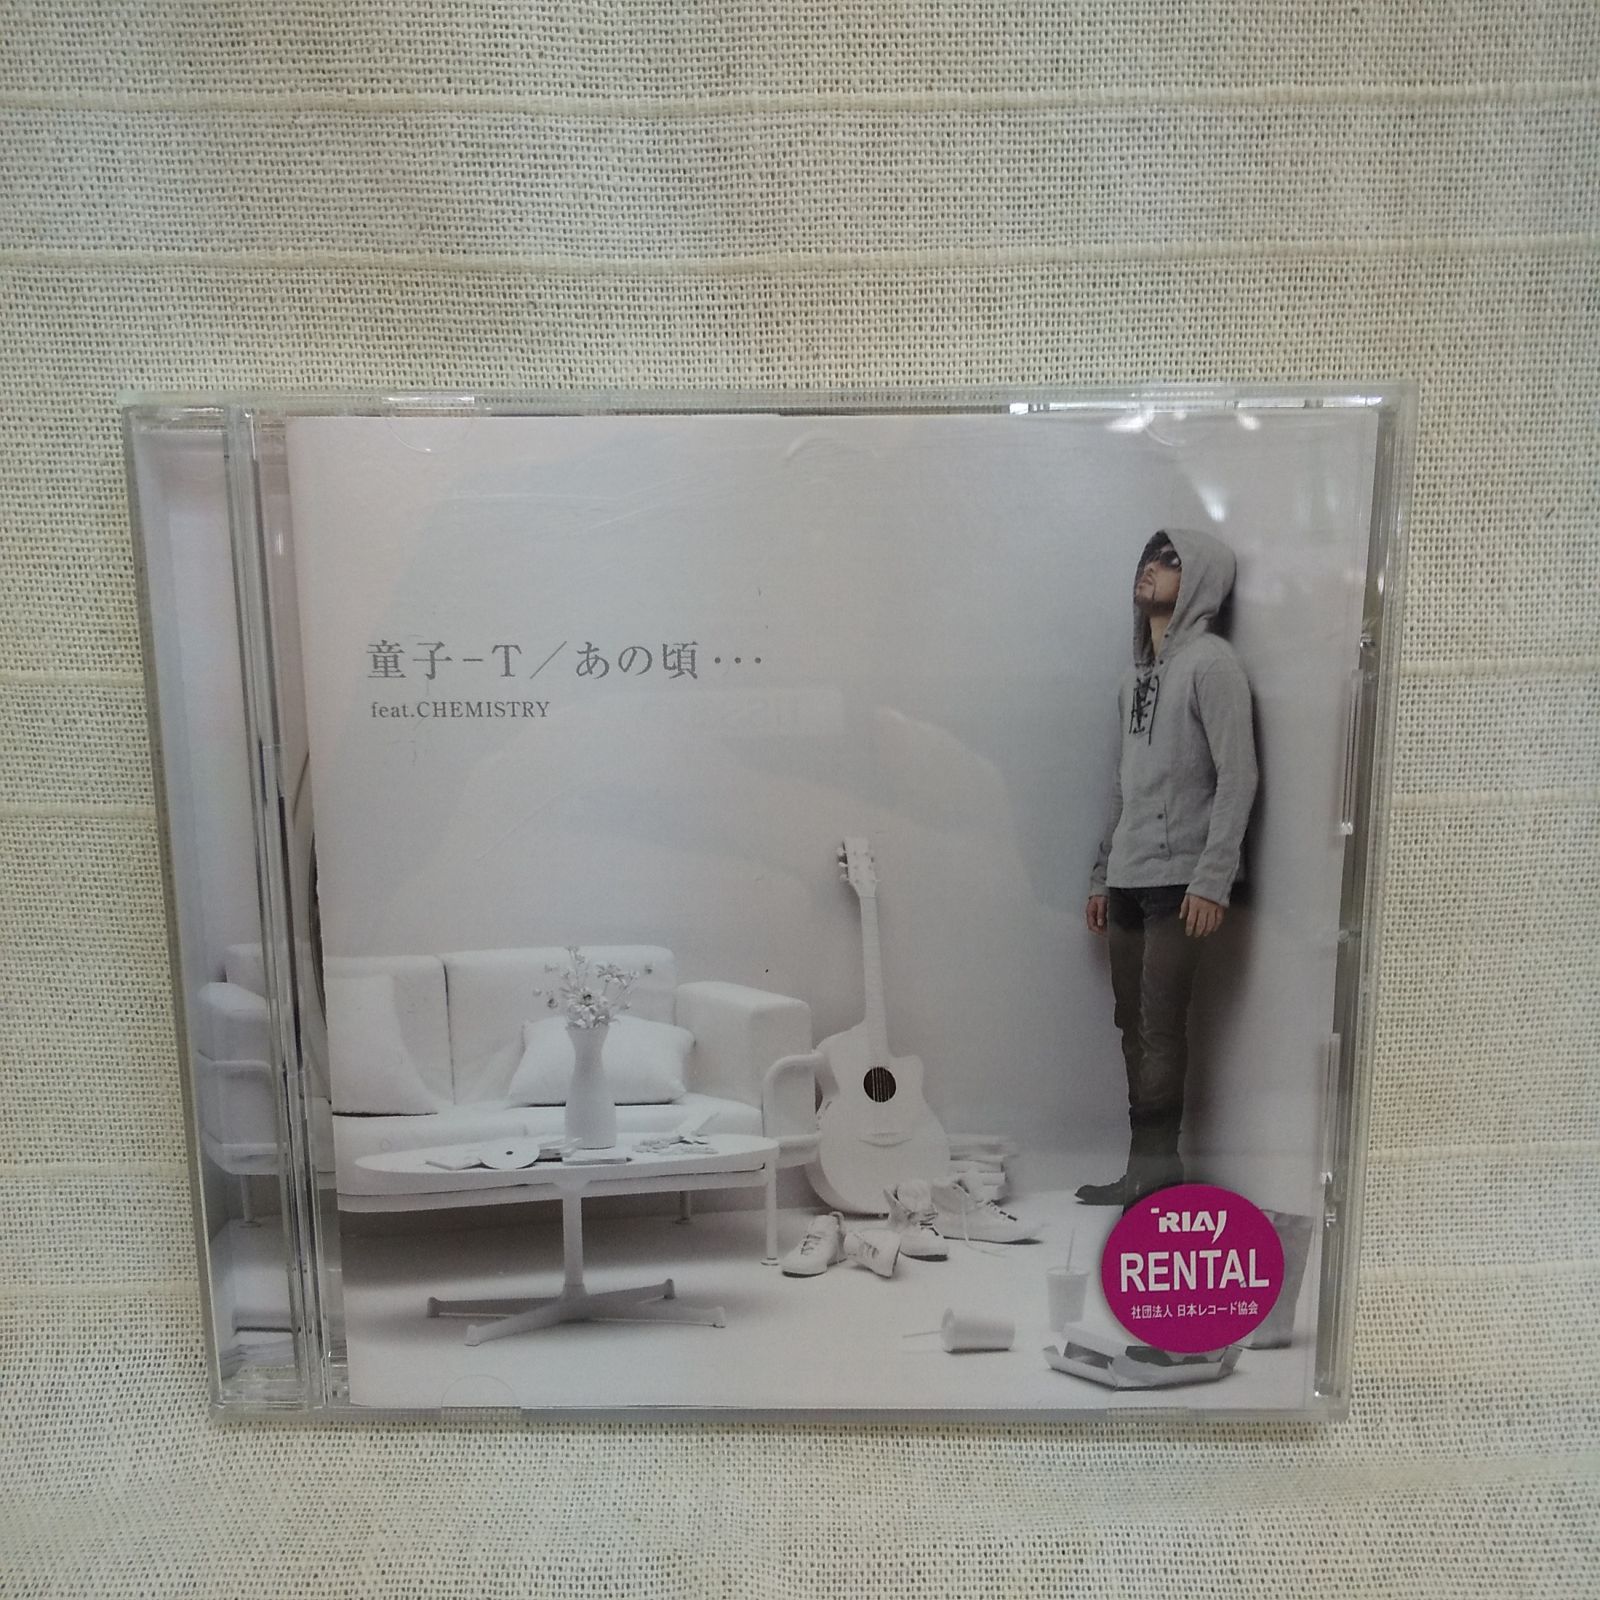 童子-T／あの頃・・・
feat.CHEMISTRY
RIAJ
RENTAL
社団法人 日本レコード協会